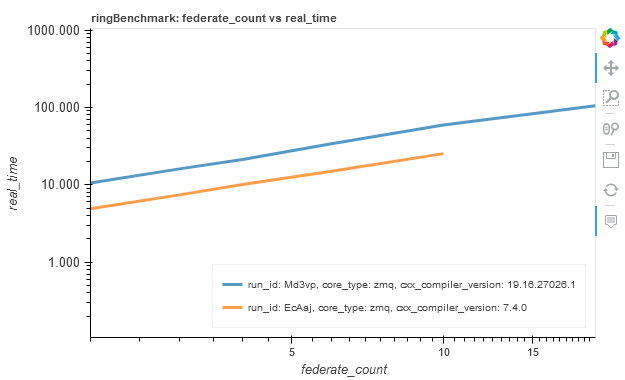 ringBenchmark: federate_count vs real_time
1000.000
100.000
10.000
1.000
real_time
run_id: Md3vp, core_type: zmq, cxx_compiler_version: 19.16.27026.1
run_id: EcAaj, core_type: zmq, cxx_compiler_version: 7.4.0
5
10
15
federate_count